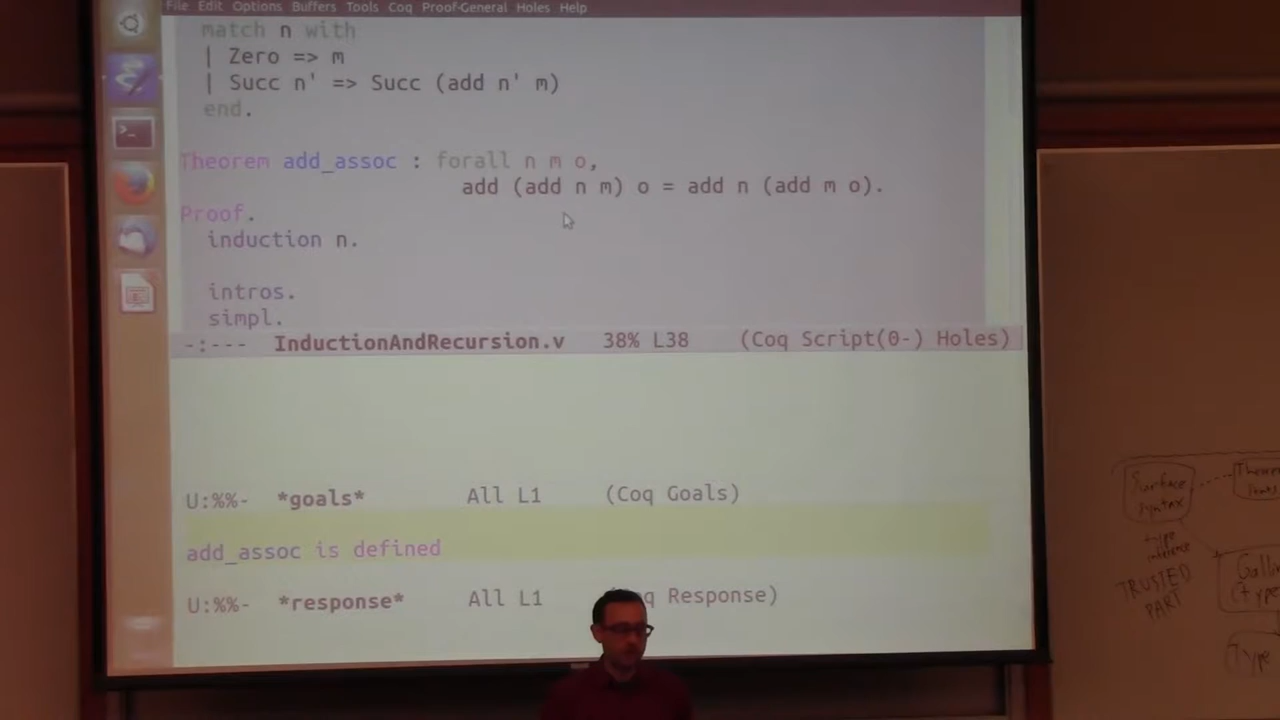 File Edit Options Buffers Tools Coq Proof-General Holes Help
match n with
| Zero => m
| Succ n' => Succ (add n' m)
end.
Theorem add_assoc : forall n m o,
add (add n m) o = add n (add m o).
Proof.
induction n.
intros.
simpl.
-:--- InductionAndRecursion.v 38% L38 (Coq Script(0-) Holes)
U:%%- *goals* All L1 (Coq Goals)
add_assoc is defined
U:%%- *response* All L1 Response)
Surface
syntax
type
inference
TRUSTED
PART